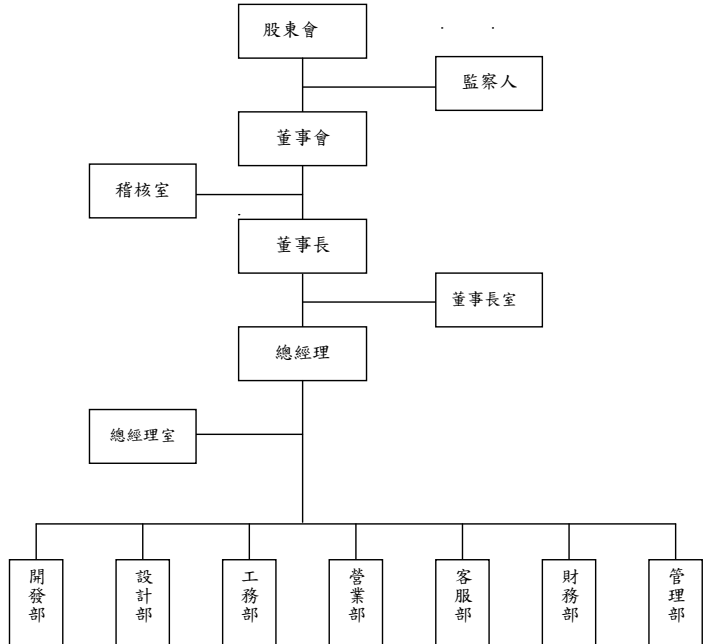 股東會
監察人
董事會
稽核室
董事長
董事長室
總經理
總經理室
開發部
設計部
工務部
營業部
客服部
財務部
管理部